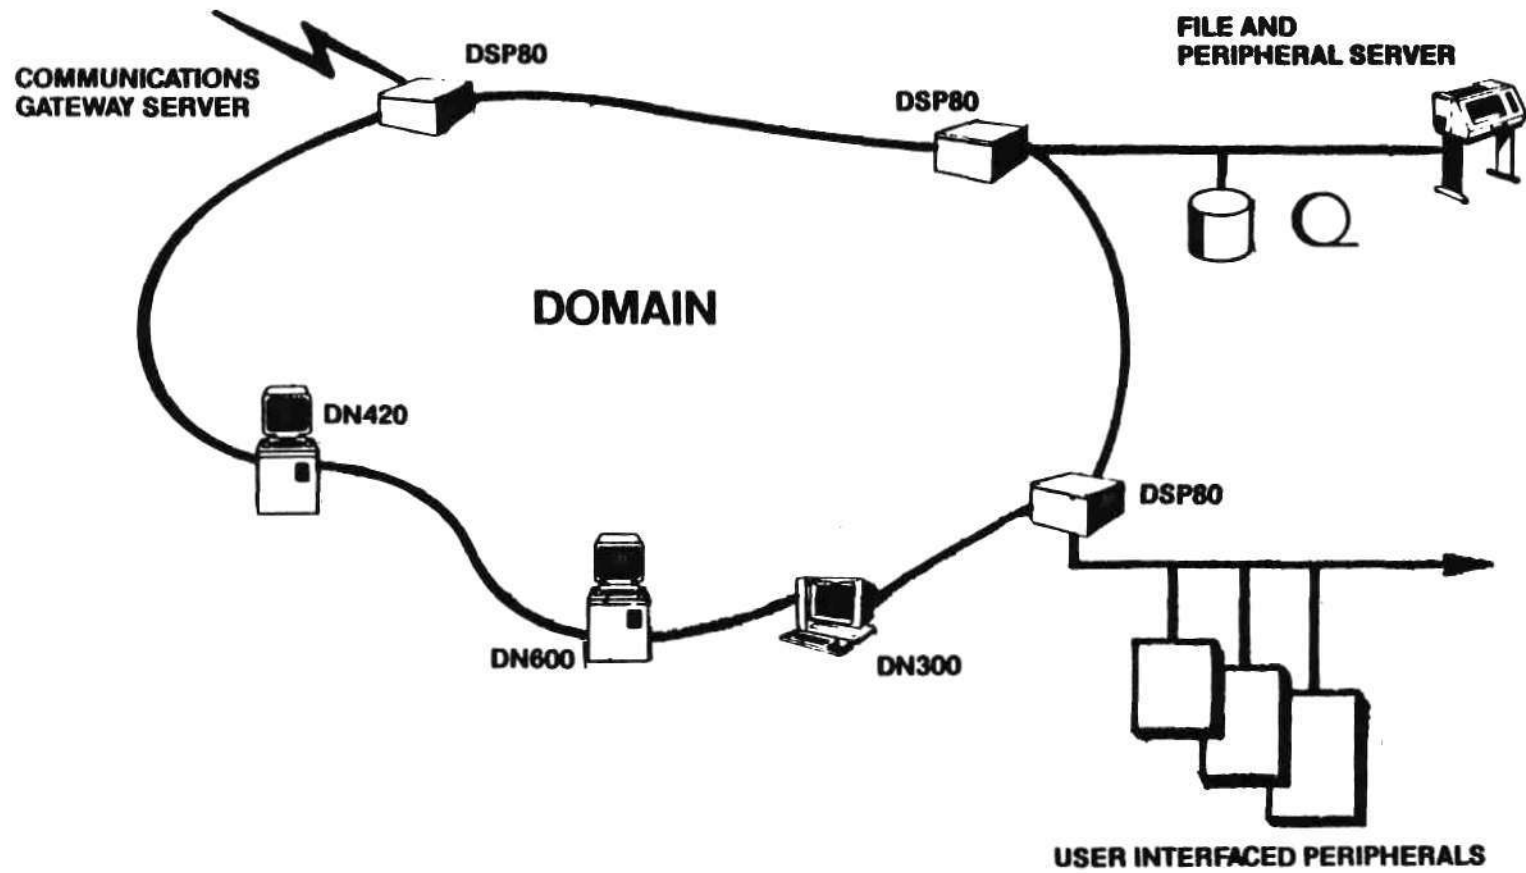 COMMUNICATIONS
GATEWAY SERVER
DSP80
DSP80
FILE AND
PERIPHERAL SERVER
DOMAIN
DN420
DSP80
DN600
DN300
USER INTERFACED PERIPHERALS